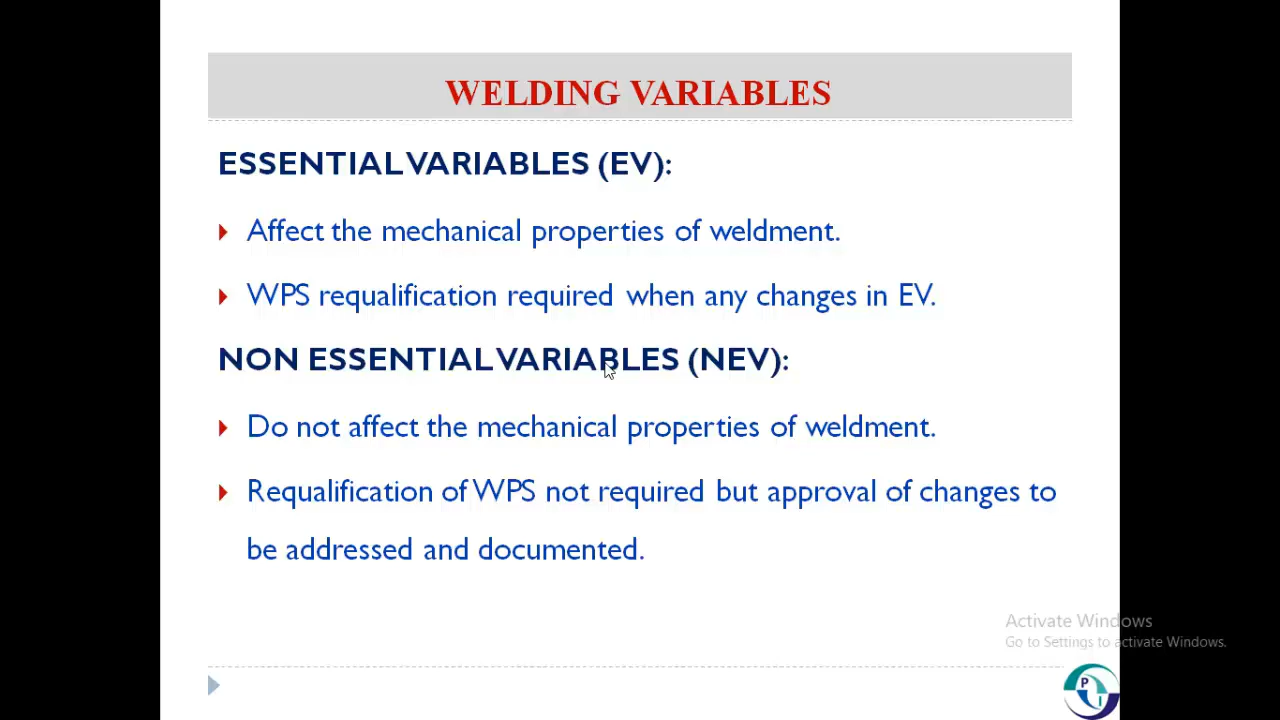 WELDING VARIABLES
ESSENTIAL VARIABLES (EV):
Affect the mechanical properties of weldment.
WPS requalification required when any changes in EV.
NON ESSENTIAL VARIABLES (NEV):
Do not affect the mechanical properties of weldment.
Requalification of WPS not required but approval of changes to
be addressed and documented.
Activate Windows
Go to Settings to activate Windows.
P
I